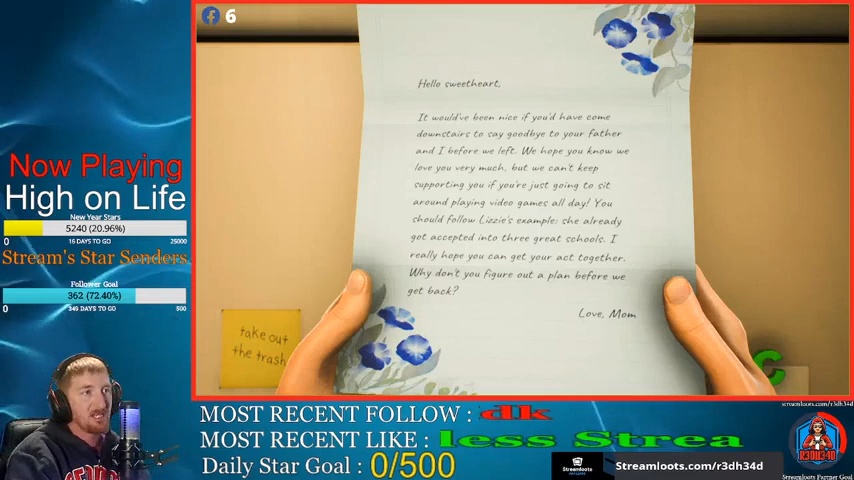 6
Hello sweetheart,
It would've been nice if you'd have come
downstairs to say goodbye to your father
and I before we left. We hope you know we
love you very much, but we can't keep
supporting you if you're just going to sit
around playing video games all day! You
should follow Lizzie's example: she already
got accepted into three great schools. I
really hope you can get your act together.
Why don't you figure out a plan before we
get back?
Love, Mom
take out
the trash
Now Playing
High on Life
New Year Stars
5240 (20.96%)
0
25000
16 DAYS TO GO
Stream's Star Senders
Follower Goal
362 (72.40%)
0
500
349 DAYS TO GO
MOST RECENT FOLLOW : dk
MOST RECENT LIKE : less Strea
Daily Star Goal : 0/500
Streamloots
Streamloots.com/r3dh34d
streamloots.com/r3dh34d
R3DH34D
Streamloots Partner Goal